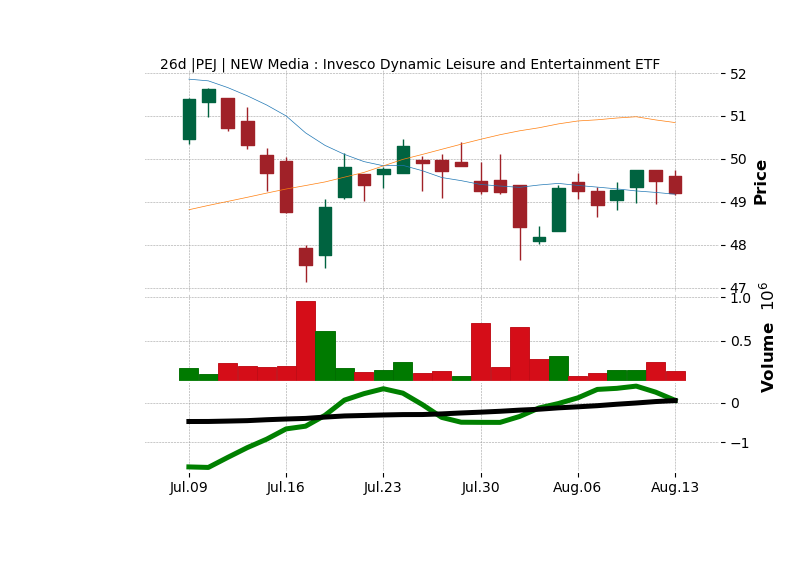 26d |PEJ | NEW Media : Invesco Dynamic Leisure and Entertainment ETF
52
51
50
49
48
47
Price
1.0
0.5
Volume 10^6
0
−1
Jul.09 Jul.16 Jul.23 Jul.30 Aug.06 Aug.13